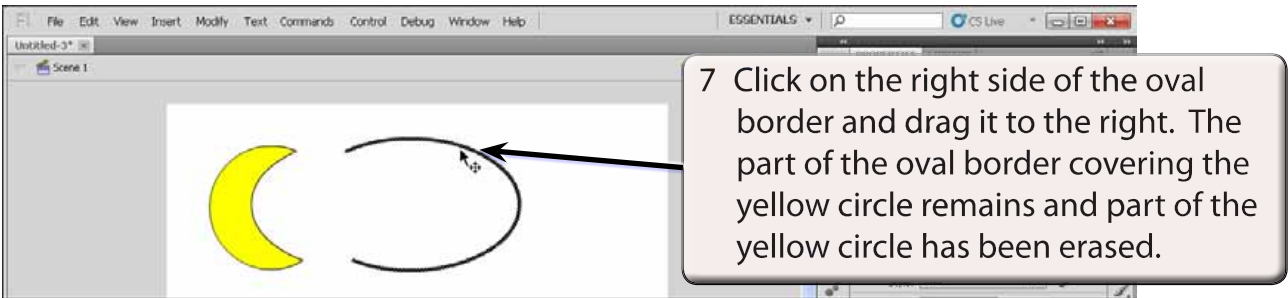 Fl File Edit View Insert Modify Text Commands Control Debug Window Help ESSENTIALS CS Live
Untitled-3*
Scene 1
7 Click on the right side of the oval
border and drag it to the right. The
part of the oval border covering the
yellow circle remains and part of the
yellow circle has been erased.